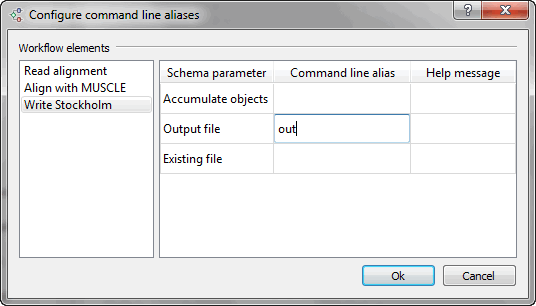 Configure command line aliases
Workflow elements
Read alignment
Align with MUSCLE
Write Stockholm
Schema parameter Command line alias Help message
Accumulate objects
Output file out
Existing file
Ok Cancel